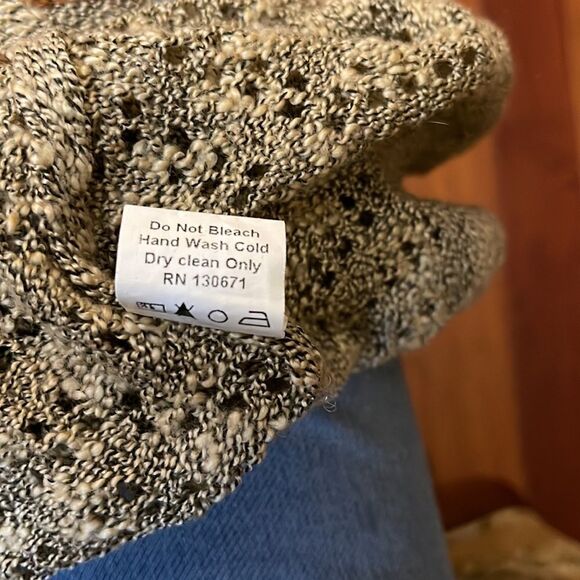 Do Not Bleach
Hand Wash Cold
Dry clean Only
RN 130671